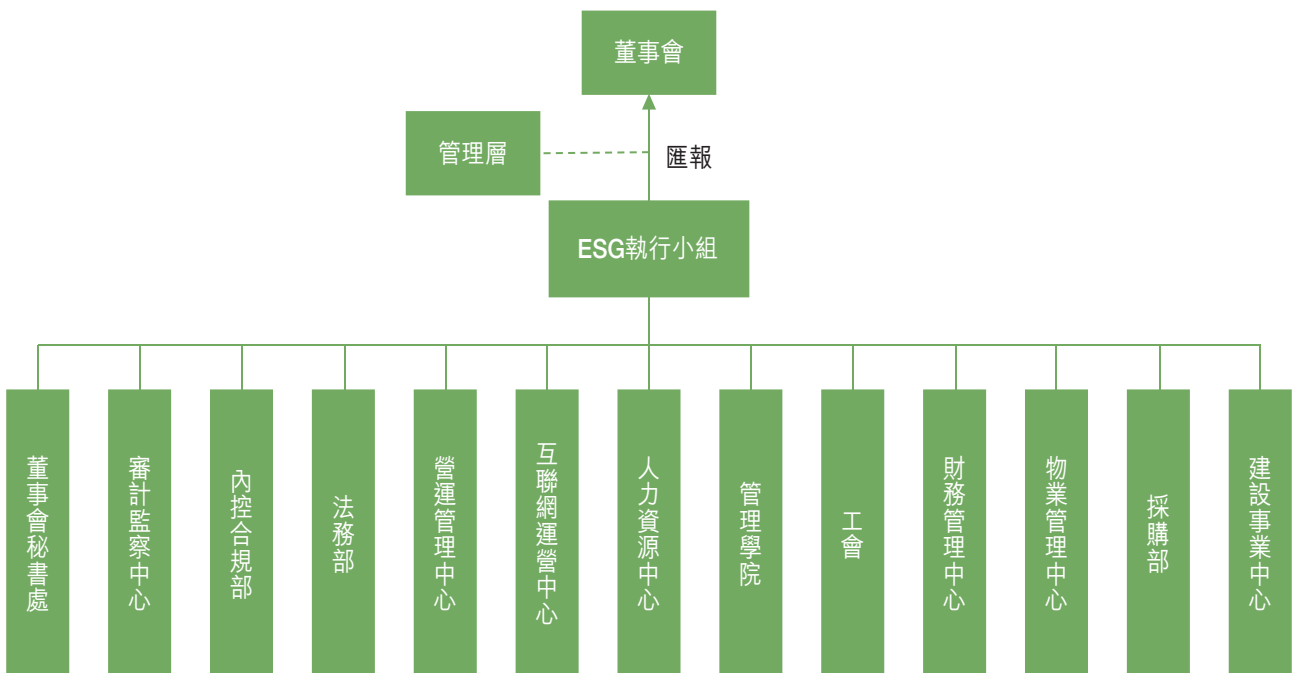 董事會
管理層
匯報
ESG執行小組
董事會秘書處
審計監察中心
內控合規部
法務部
營運管理中心
互聯網運營中心
人力資源中心
管理學院
工會
財務管理中心
物業管理中心
採購部
建設事業中心